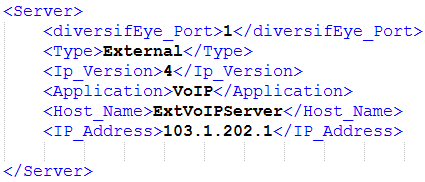 <Server>
<diversifEye_Port>1</diversifEye_Port>
<Type>External</Type>
<Ip_Version>4</Ip_Version>
<Application>VoIP</Application>
<Host_Name>ExtVoIPServer</Host_Name>
<IP_Address>103.1.202.1</IP_Address>
</Server>